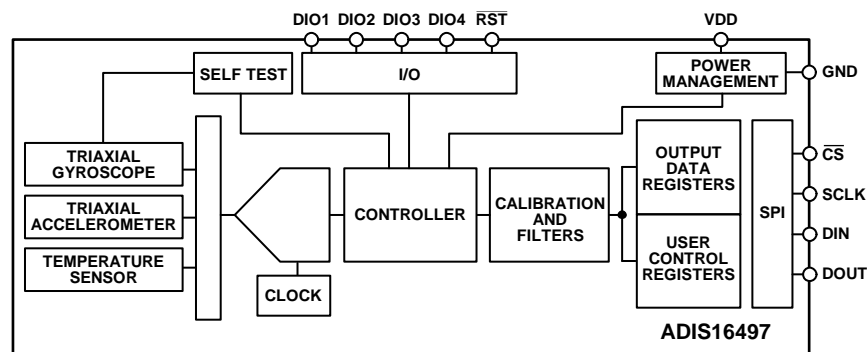 DIO1 DIO2 DIO3 DIO4 RST VDD
SELF TEST
I/O
POWER
MANAGEMENT
GND
TRIAXIAL
GYROSCOPE
TRIAXIAL
ACCELEROMETER
TEMPERATURE
SENSOR
CLOCK
CONTROLLER
CALIBRATION
AND
FILTERS
OUTPUT
DATA
REGISTERS
USER
CONTROL
REGISTERS
SPI
CS
SCLK
DIN
DOUT
ADIS16497